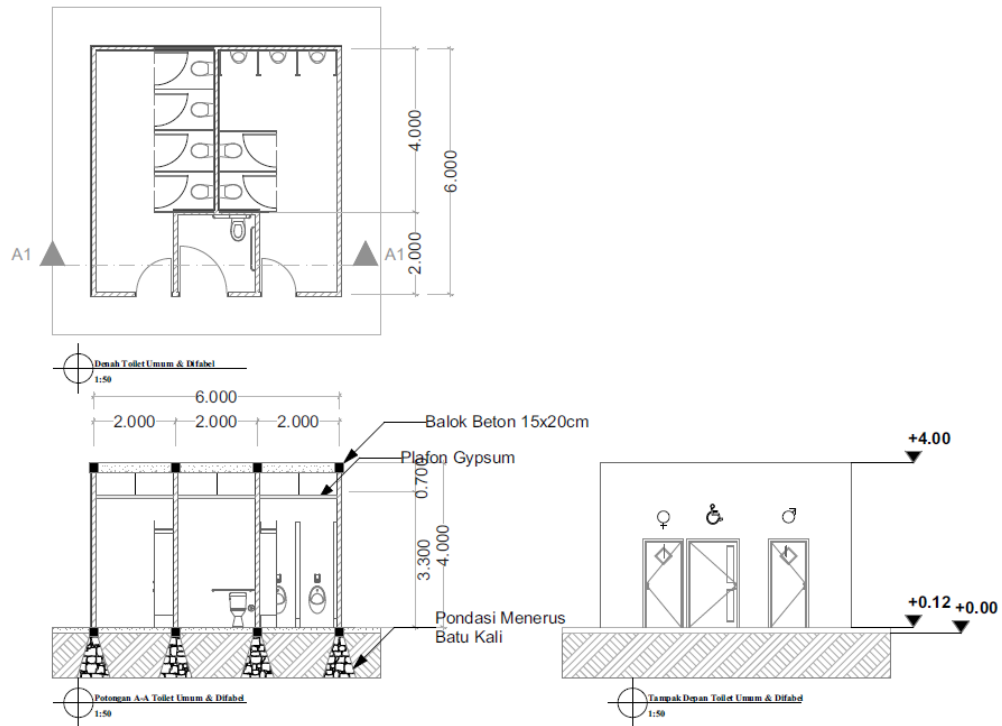 4.000
6.000
2.000
A1
A1
Denah Toilet Umum & Difabel
1:50
6.000
2.000
2.000
2.000
Balok Beton 15x20cm
Plafon Gypsum
0.700
3.300
4.000
Pondasi Menerus
Batu Kali
Potongan A-A Toilet Umum & Difabel
1:50
+4.00
+0.12
+0.00
Tampak Depan Toilet Umum & Difabel
1:50